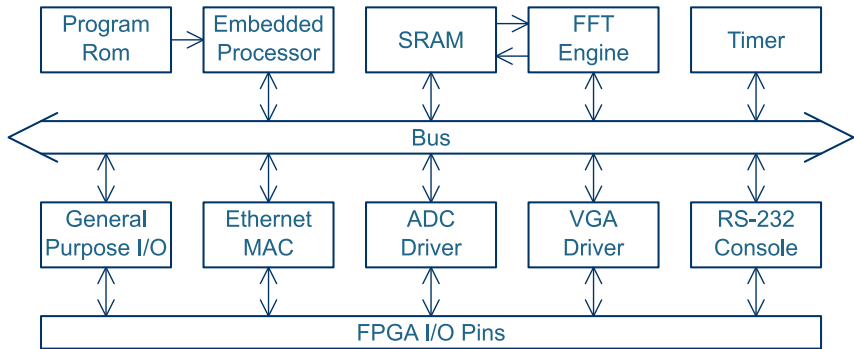 Program
Rom
Embedded
Processor
SRAM
FFT
Engine
Timer
Bus
General
Purpose I/O
Ethernet
MAC
ADC
Driver
VGA
Driver
RS-232
Console
FPGA I/O Pins